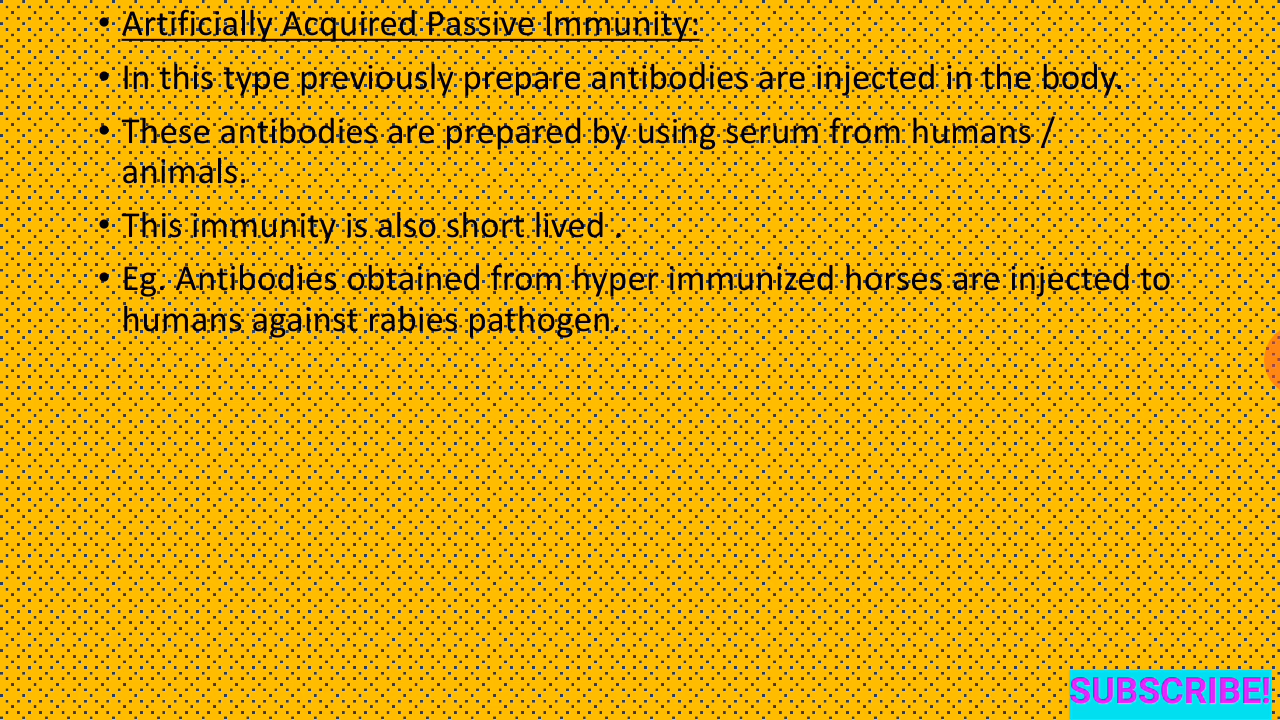 • Artificially Acquired Passive Immunity:
• In this type previously prepare antibodies are injected in the body.
• These antibodies are prepared by using serum from humans /
animals.
• This immunity is also short lived .
• Eg. Antibodies obtained from hyper immunized horses are injected to
humans against rabies pathogen.
SUBSCRIBE!